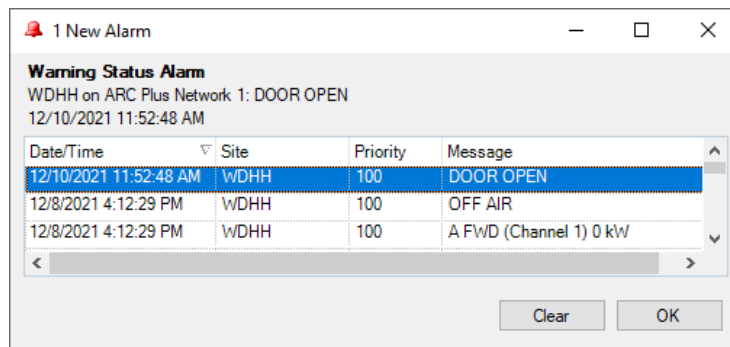 1 New Alarm
Warning Status Alarm
WDHH on ARC Plus Network 1: DOOR OPEN
12/10/2021 11:52:48 AM
Date/Time Site Priority Message
12/10/2021 11:52:48 AM WDHH 100 DOOR OPEN
12/8/2021 4:12:29 PM WDHH 100 OFF AIR
12/8/2021 4:12:29 PM WDHH 100 A FWD (Channel 1) 0 kW
Clear OK